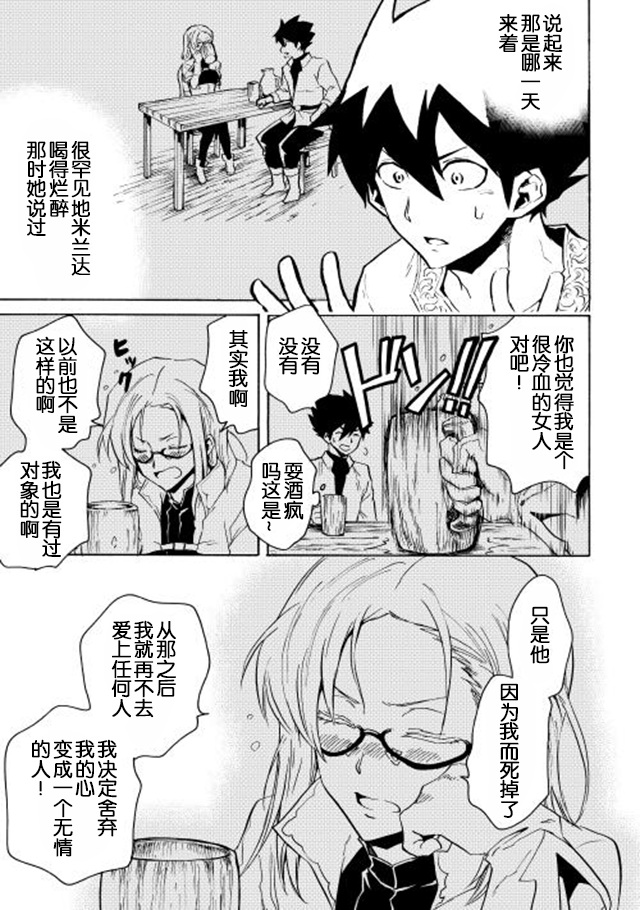 说起来
那是哪一天
来着
很罕见地米兰达
喝得烂醉
那时她说过
你也觉得我是个
很冷血的女人
对吧！
ドンッ!!!
没有
没有
耍酒疯
吗这是~
其实我啊
ヒグ
以前也不是
这样的啊
我也是有过
对象的啊
只是他
因为我而死掉了
从那之后
我就再不去
爱上任何人
我决定舍弃
我的心
变成一个无情
的人！